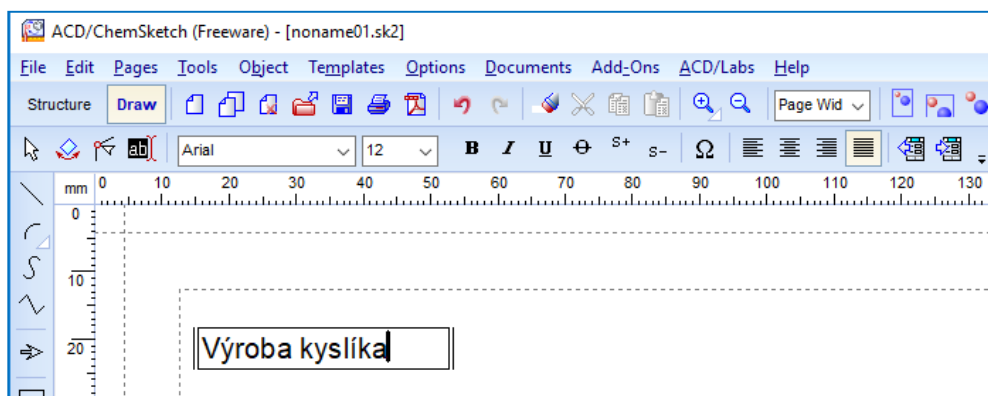 ACD/ChemSketch (Freeware) - [noname01.sk2]
File Edit Pages Tools Object Templates Options Documents Add-Ons ACD/Labs Help
Structure Draw Page Wid
ab Arial 12 B I U O S+ S- Ω
mm 0 10 20 30 40 50 60 70 80 90 100 110 120 130
0
10
20
Výroba kyslíka